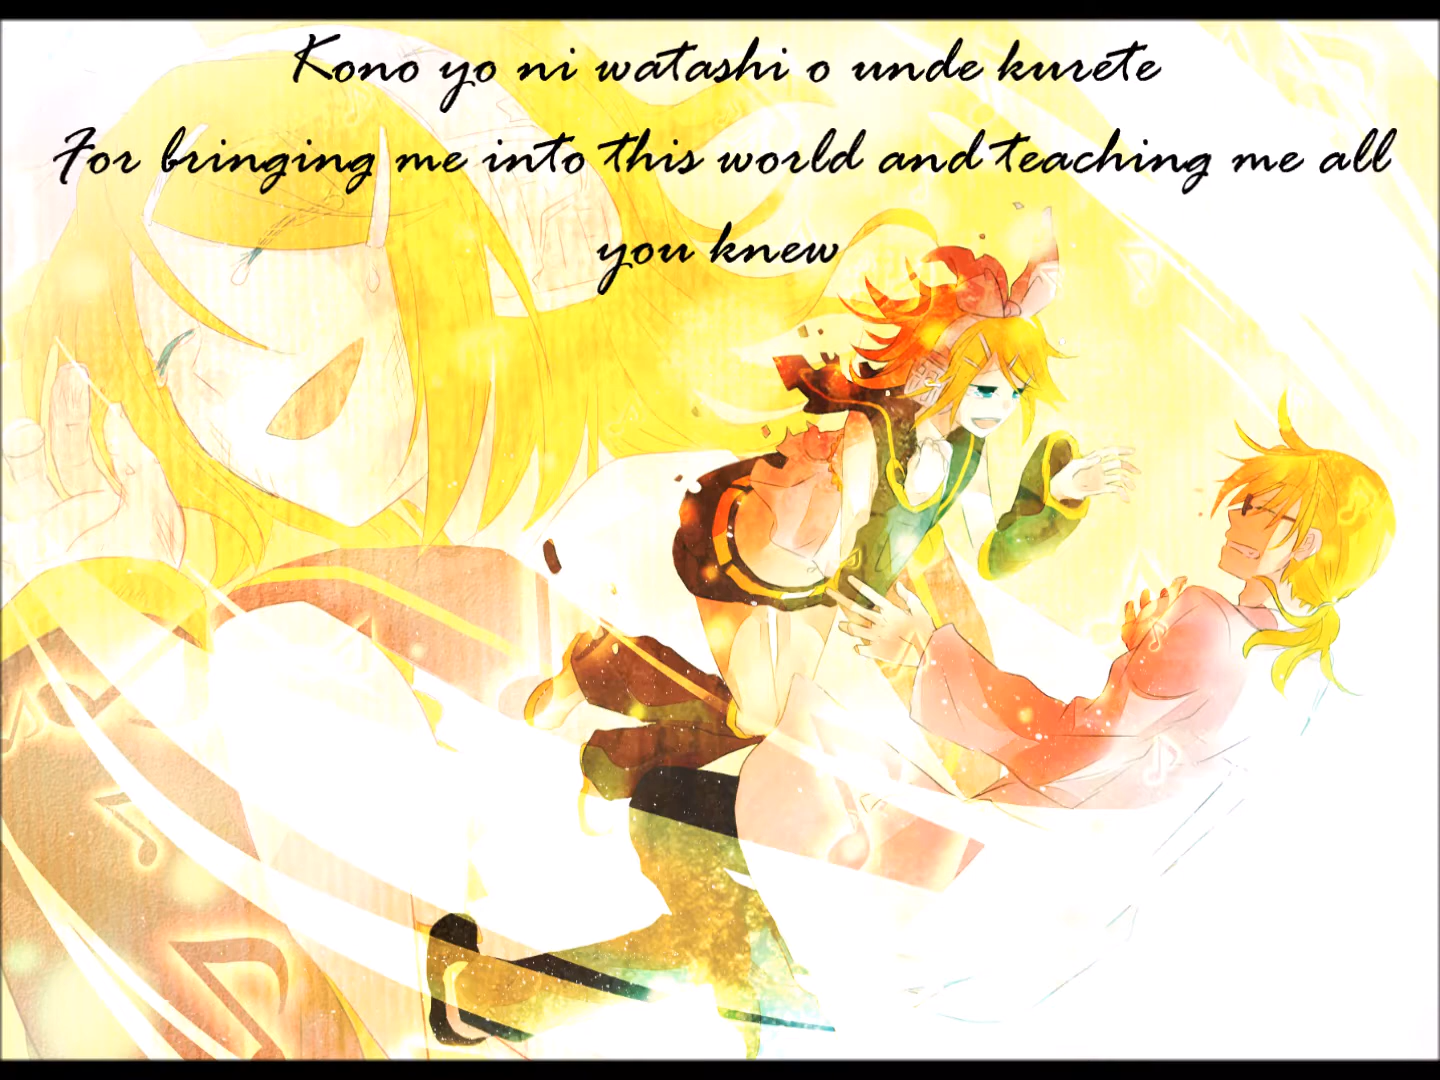 Kono yo ni watashi o unde kurete
For bringing me into this world and teaching me all
you knew